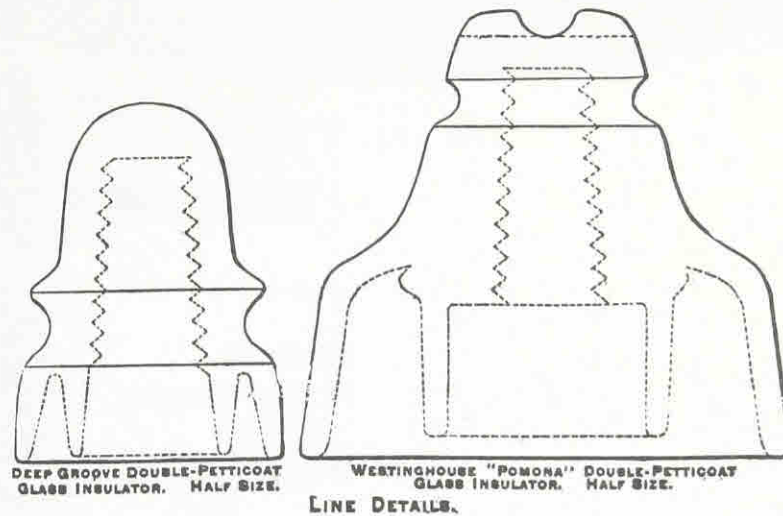 DEEP GROOVE DOUBLE-PETTICOAT
GLASS INSULATOR. HALF SIZE.
WESTINGHOUSE "POMONA" DOUBLE-PETTICOAT
GLASS INSULATOR. HALF SIZE.
LINE DETAILS.